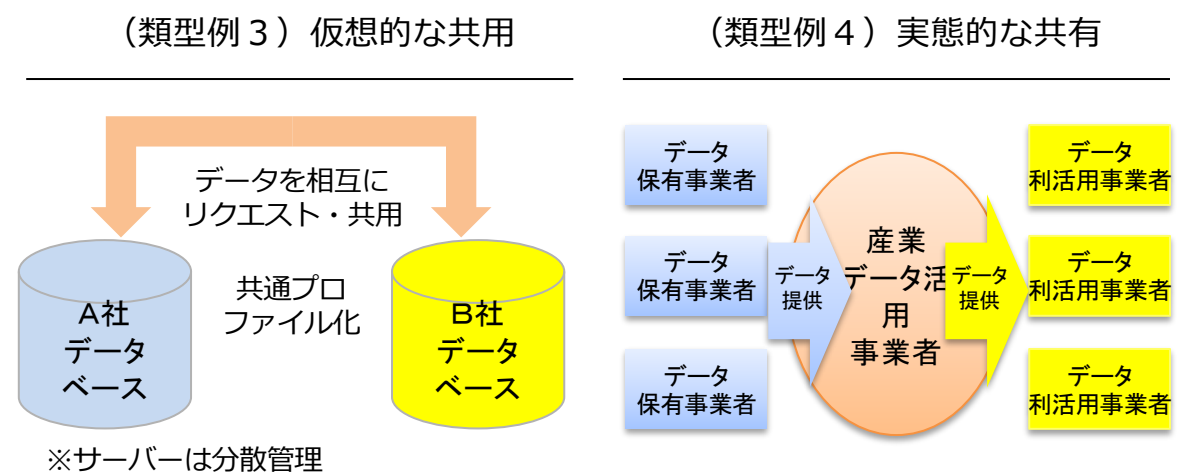 （類型例３）仮想的な共用
データを相互に
リクエスト・共用
共通プロ
ファイル化
Ａ社
データ
ベース
Ｂ社
データ
ベース
※サーバーは分散管理
（類型例４）実態的な共有
データ
保有事業者
データ
保有事業者
データ
保有事業者
データ
提供
産業
データ活
用
事業者
データ
提供
データ
利活用事業者
データ
利活用事業者
データ
利活用事業者